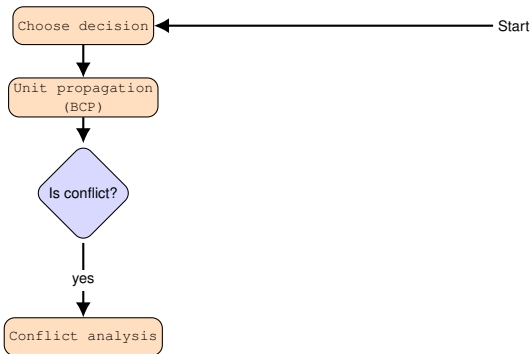 Choose decision
Start
Unit propagation
(BCP)
Is conflict?
yes
Conflict analysis